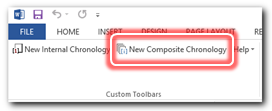 FILE HOME INSERT DESIGN PAGE LAYOUT
New Internal Chronology New Composite Chronology Help
Custom Toolbars